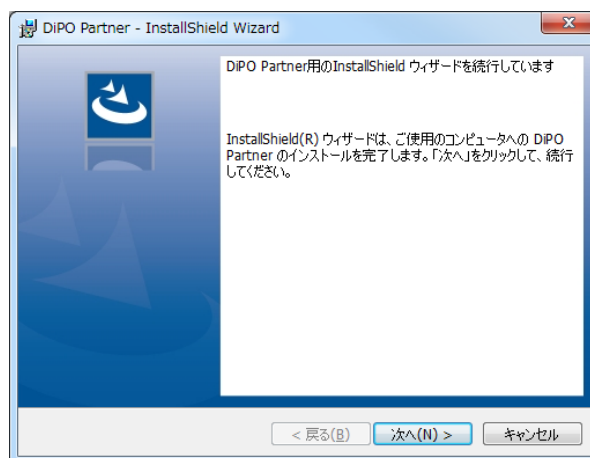 DiPO Partner - InstallShield Wizard
DiPO Partner用のInstallShield ウィザードを続行しています
InstallShield(R) ウィザードは、ご使用のコンピュータへの DiPO
Partner のインストールを完了します。「次へ」をクリックして、続行
してください。
< 戻る(B)
次へ(N) >
キャンセル